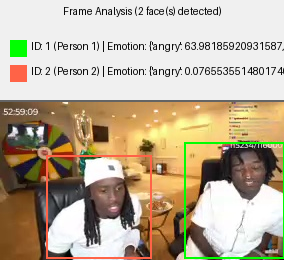 Frame Analysis (2 face(s) detected)
ID: 1 (Person 1) | Emotion: {'angry': 63.98185920931587,
ID: 2 (Person 2) | Emotion: {'angry': 0.0765535514801740
52:59:09